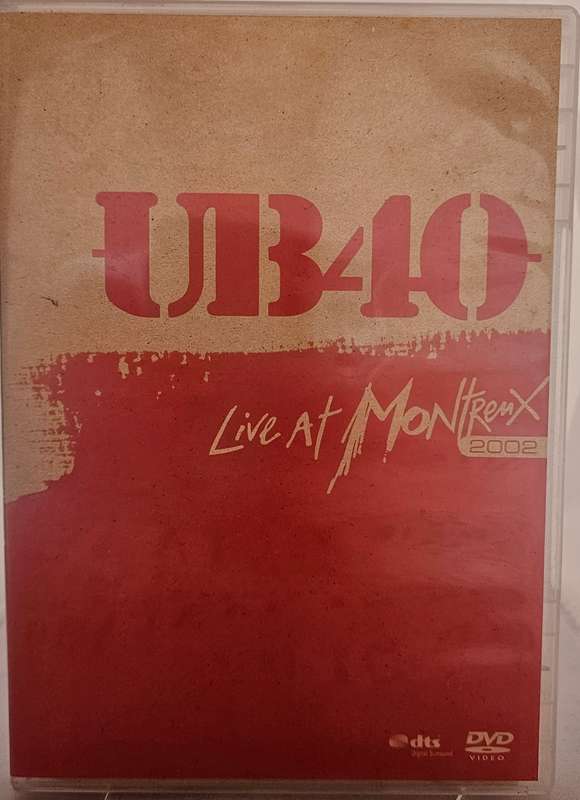 UB40
Live At Montreux
2002
dts DVD
Digital Surround VIDEO